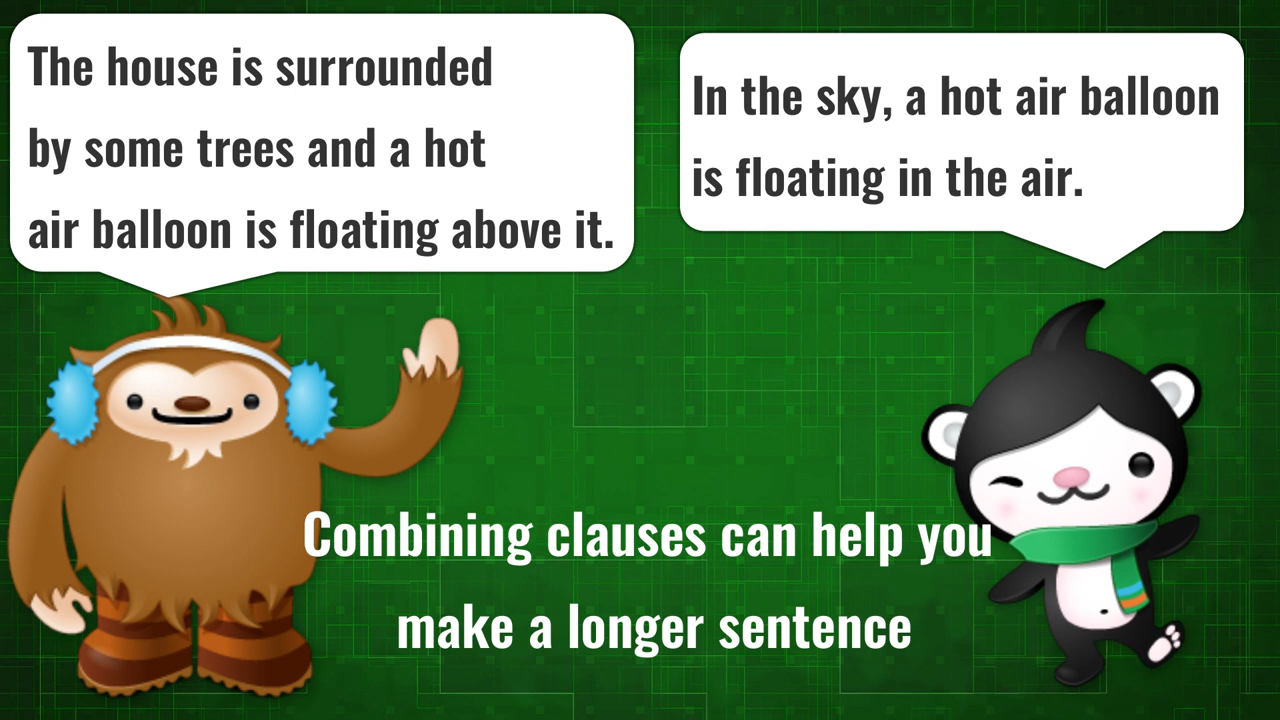 The house is surrounded
by some trees and a hot
air balloon is floating above it.
In the sky, a hot air balloon
is floating in the air.
Combining clauses can help you
make a longer sentence